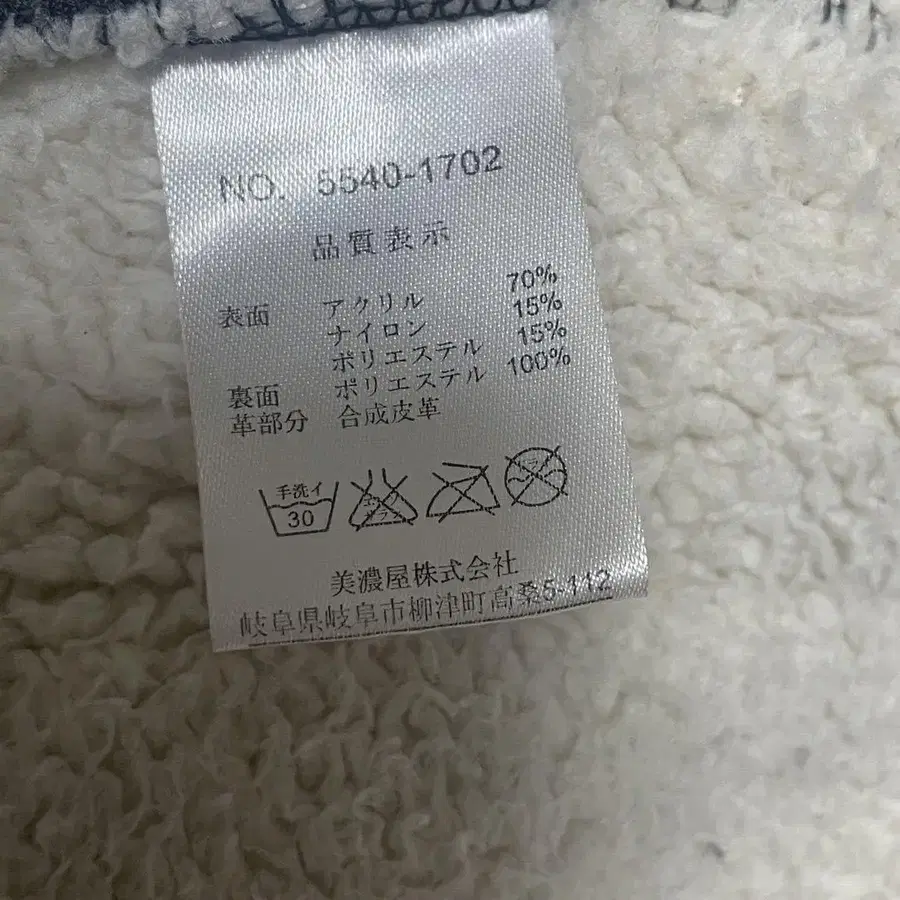 NO. 5540-1702
品質表示
表面 アクリル 70%
ナイロン 15%
ポリエステル 15%
裏面 ポリエステル 100%
革部分 合成皮革
手洗イ
30
美濃屋株式会社
岐阜県岐阜市柳津町高桑5-112